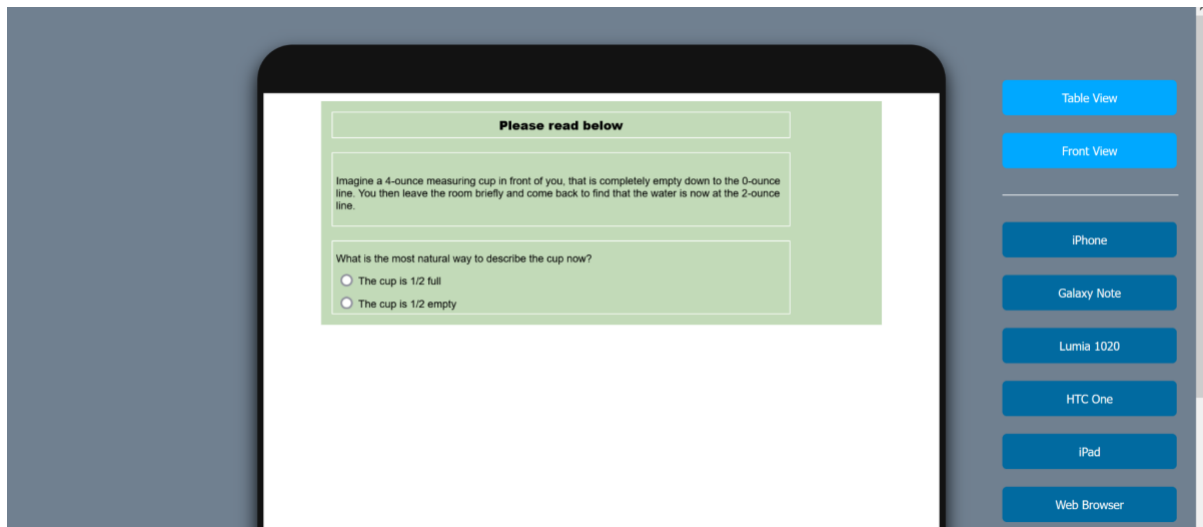 Please read below
Imagine a 4-ounce measuring cup in front of you, that is completely empty down to the 0-ounce
line. You then leave the room briefly and come back to find that the water is now at the 2-ounce
line.
What is the most natural way to describe the cup now?
The cup is 1/2 full
The cup is 1/2 empty
Table View
Front View
iPhone
Galaxy Note
Lumia 1020
HTC One
iPad
Web Browser